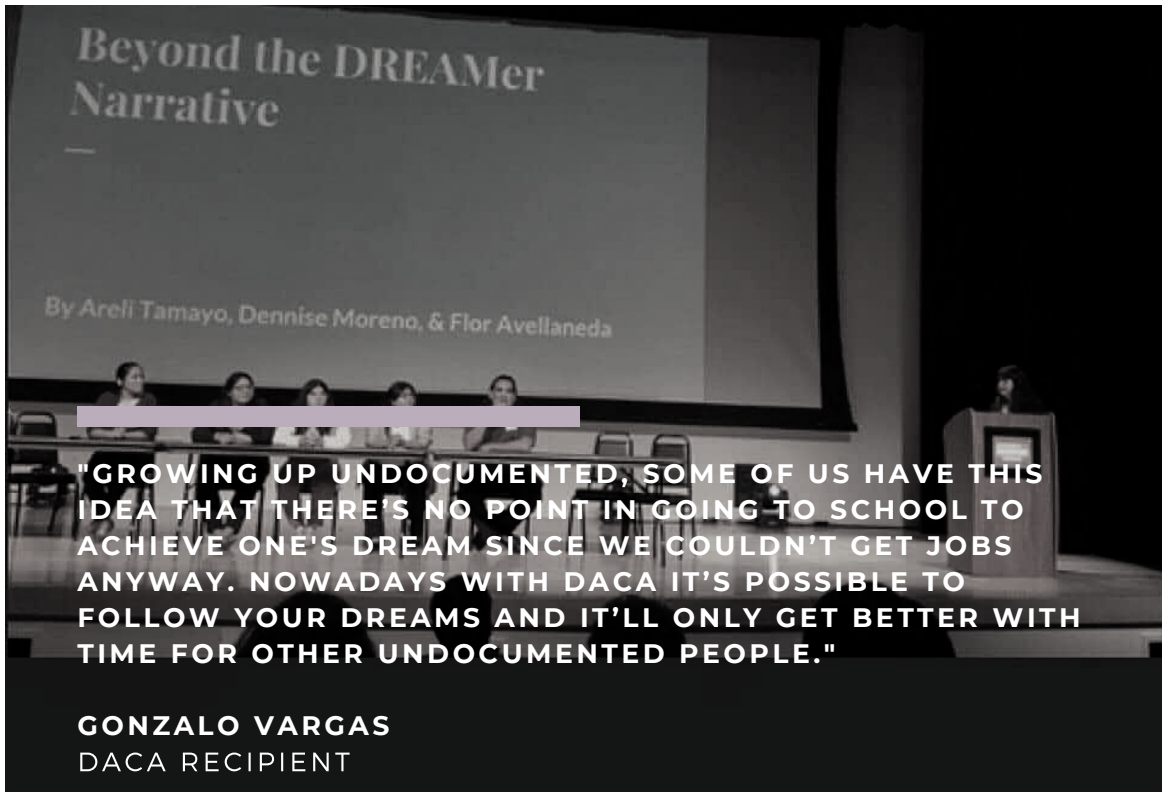 Beyond the DREAMer
Narrative
By Areli Tamayo, Dennise Moreno, & Flor Avellaneda
"GROWING UP UNDOCUMENTED, SOME OF US HAVE THIS
IDEA THAT THERE’S NO POINT IN GOING TO SCHOOL TO
ACHIEVE ONE'S DREAM SINCE WE COULDN’T GET JOBS
ANYWAY. NOWADAYS WITH DACA IT’S POSSIBLE TO
FOLLOW YOUR DREAMS AND IT’LL ONLY GET BETTER WITH
TIME FOR OTHER UNDOCUMENTED PEOPLE."
GONZALO VARGAS
DACA RECIPIENT